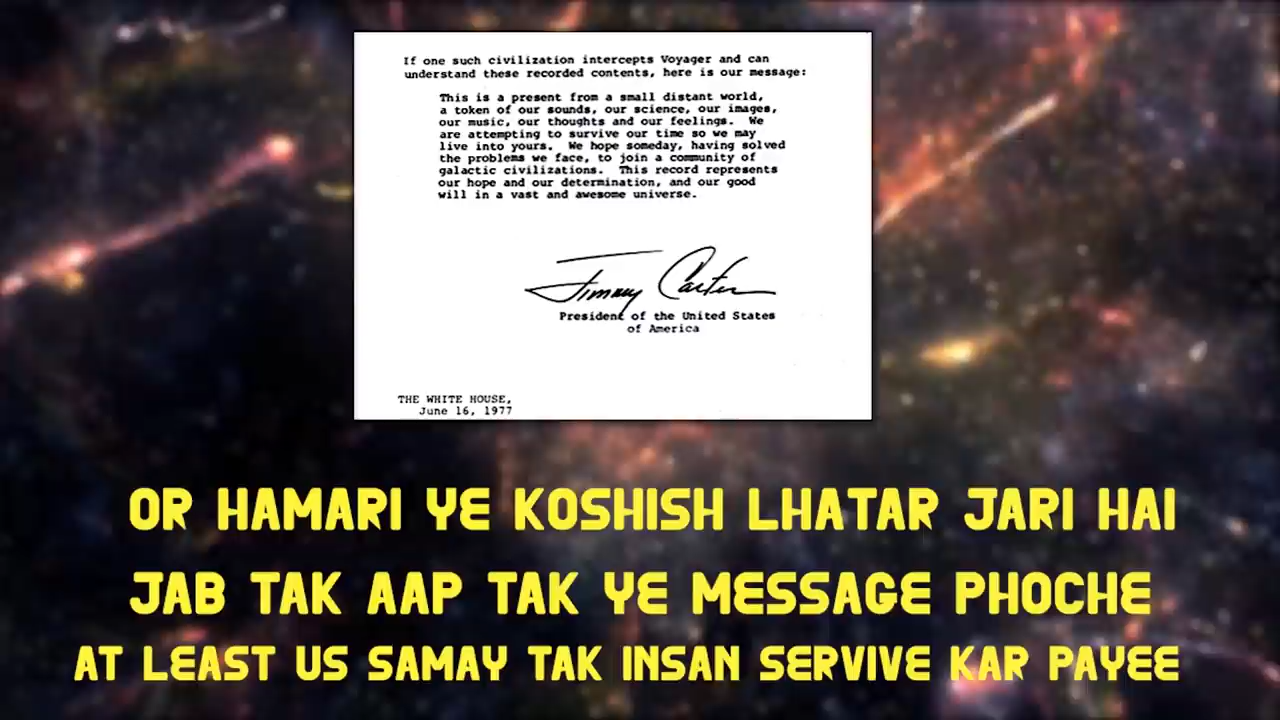 If one such civilization intercepts Voyager and can
understand these recorded contents, here is our message:
This is a present from a small distant world,
a token of our sounds, our science, our images,
our music, our thoughts and our feelings. We
are attempting to survive our time so we may
live into yours. We hope someday, having solved
the problems we face, to join a community of
galactic civilizations. This record represents
our hope and our determination, and our good
will in a vast and awesome universe.
Jimmy Carter
President of the United States
of America
THE WHITE HOUSE,
June 16, 1977
OR HAMARI YE KOSHISH LHATAR JARI HAI
JAB TAK AAP TAK YE MESSAGE PHOCHE
AT LEAST US SAMAY TAK INSAN SERVIVE KAR PAYEE